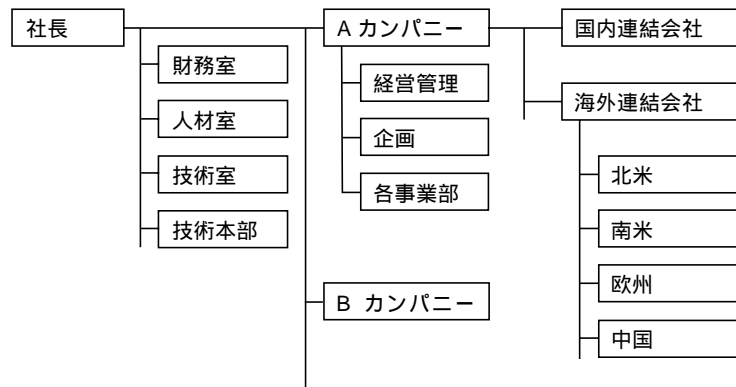 社長
財務室
人材室
技術室
技術本部
A カンパニー
経営管理
企画
各事業部
B カンパニー
国内連結会社
海外連結会社
北米
南米
欧州
中国